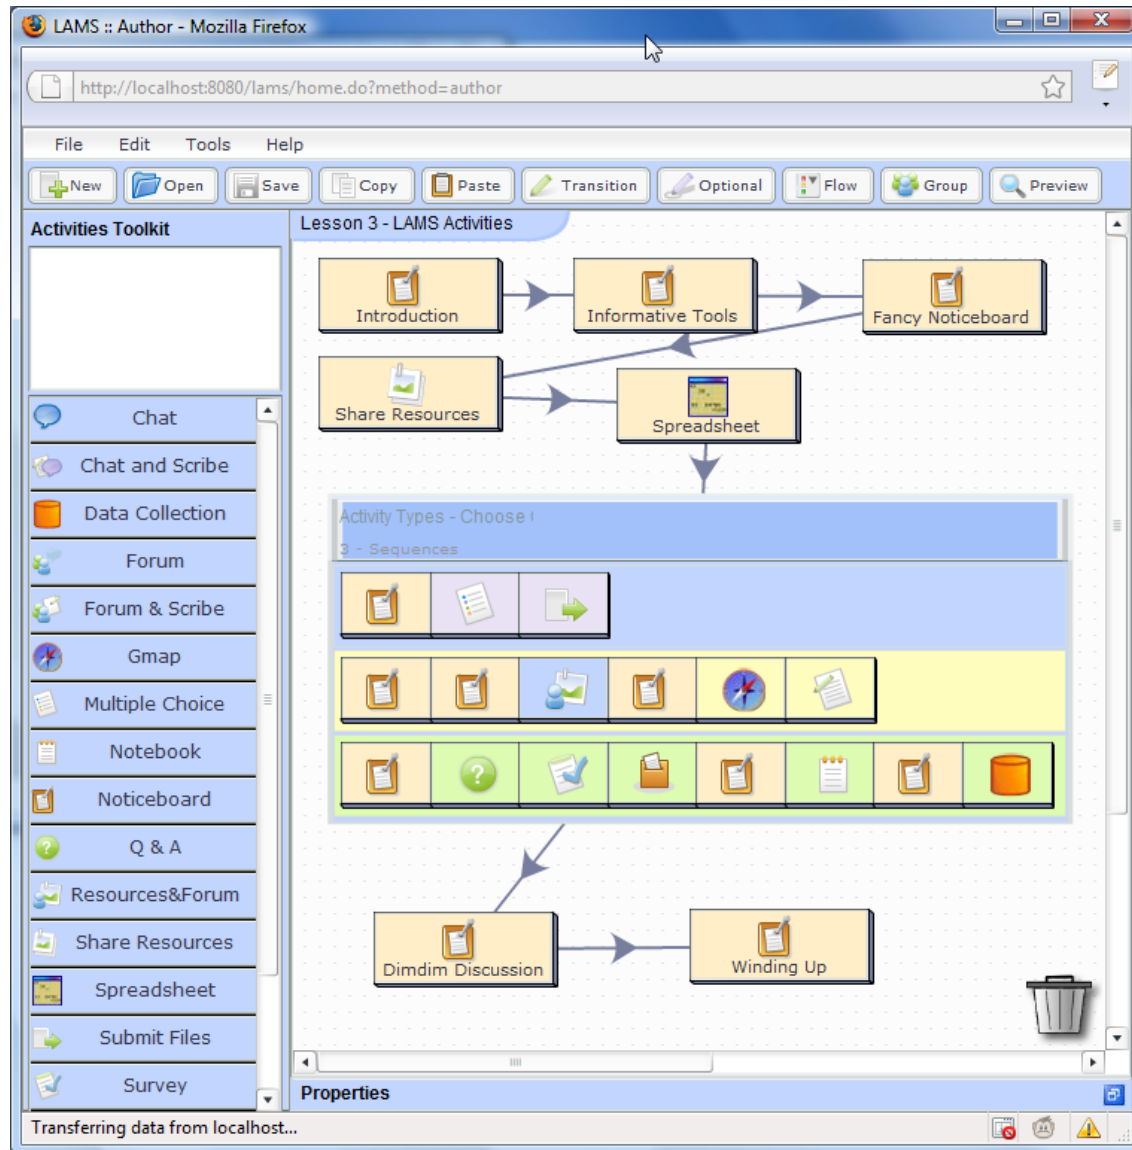 LAMS :: Author - Mozilla Firefox
http://localhost:8080/lams/home.do?method=author
File Edit Tools Help
New Open Save Copy Paste Transition Optional Flow Group Preview
Activities Toolkit
Lesson 3 - LAMS Activities
Introduction
Informative Tools
Fancy Noticeboard
Share Resources
Spreadsheet
Activity Types - Choose
3 - Sequences
Dimdim Discussion
Winding Up
Chat
Chat and Scribe
Data Collection
Forum
Forum & Scribe
Gmap
Multiple Choice
Notebook
Noticeboard
Q & A
Resources&Forum
Share Resources
Spreadsheet
Submit Files
Survey
Properties
Transferring data from localhost...